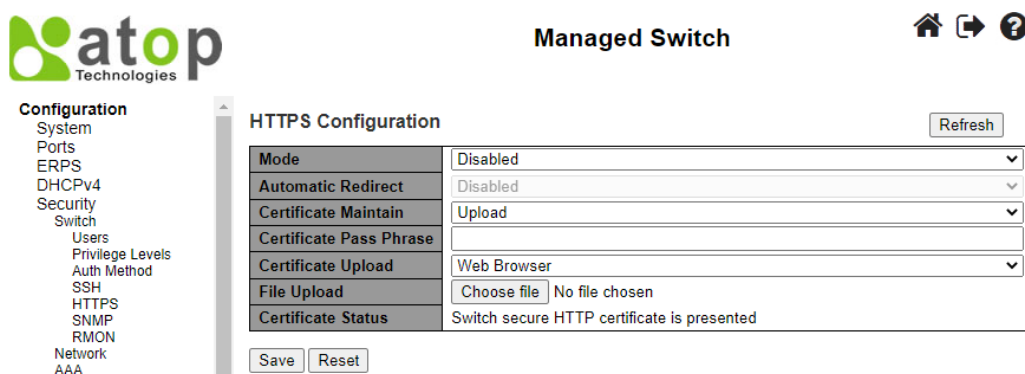 atop
Technologies
Managed Switch
?
Configuration
System
Ports
ERPS
DHCPv4
Security
Switch
Users
Privilege Levels
Auth Method
SSH
HTTPS
SNMP
RMON
Network
AAA
HTTPS Configuration
Refresh
Mode Disabled
Automatic Redirect Disabled
Certificate Maintain Upload
Certificate Pass Phrase
Certificate Upload Web Browser
File Upload Choose file No file chosen
Certificate Status Switch secure HTTP certificate is presented
Save Reset